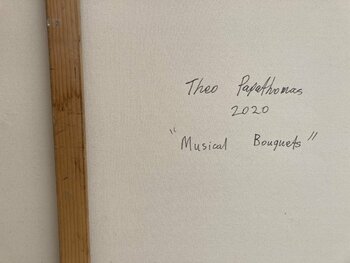 Theo Papathomas
2020
"Musical Bouquets"